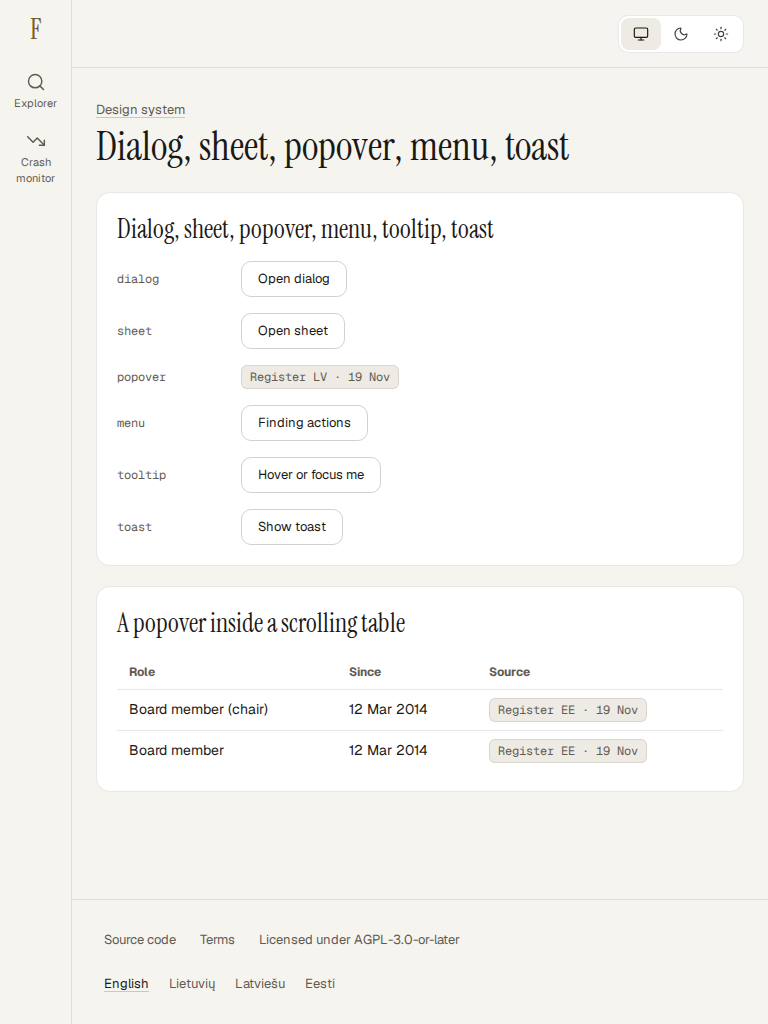 F
Explorer
Crash
monitor
Design system
Dialog, sheet, popover, menu, toast
Dialog, sheet, popover, menu, tooltip, toast
dialog Open dialog
sheet Open sheet
popover Register LV · 19 Nov
menu Finding actions
tooltip Hover or focus me
toast Show toast
A popover inside a scrolling table
Role Since Source
Board member (chair) 12 Mar 2014 Register EE · 19 Nov
Board member 12 Mar 2014 Register EE · 19 Nov
Source code Terms Licensed under AGPL-3.0-or-later
English Lietuvių Latviešu Eesti